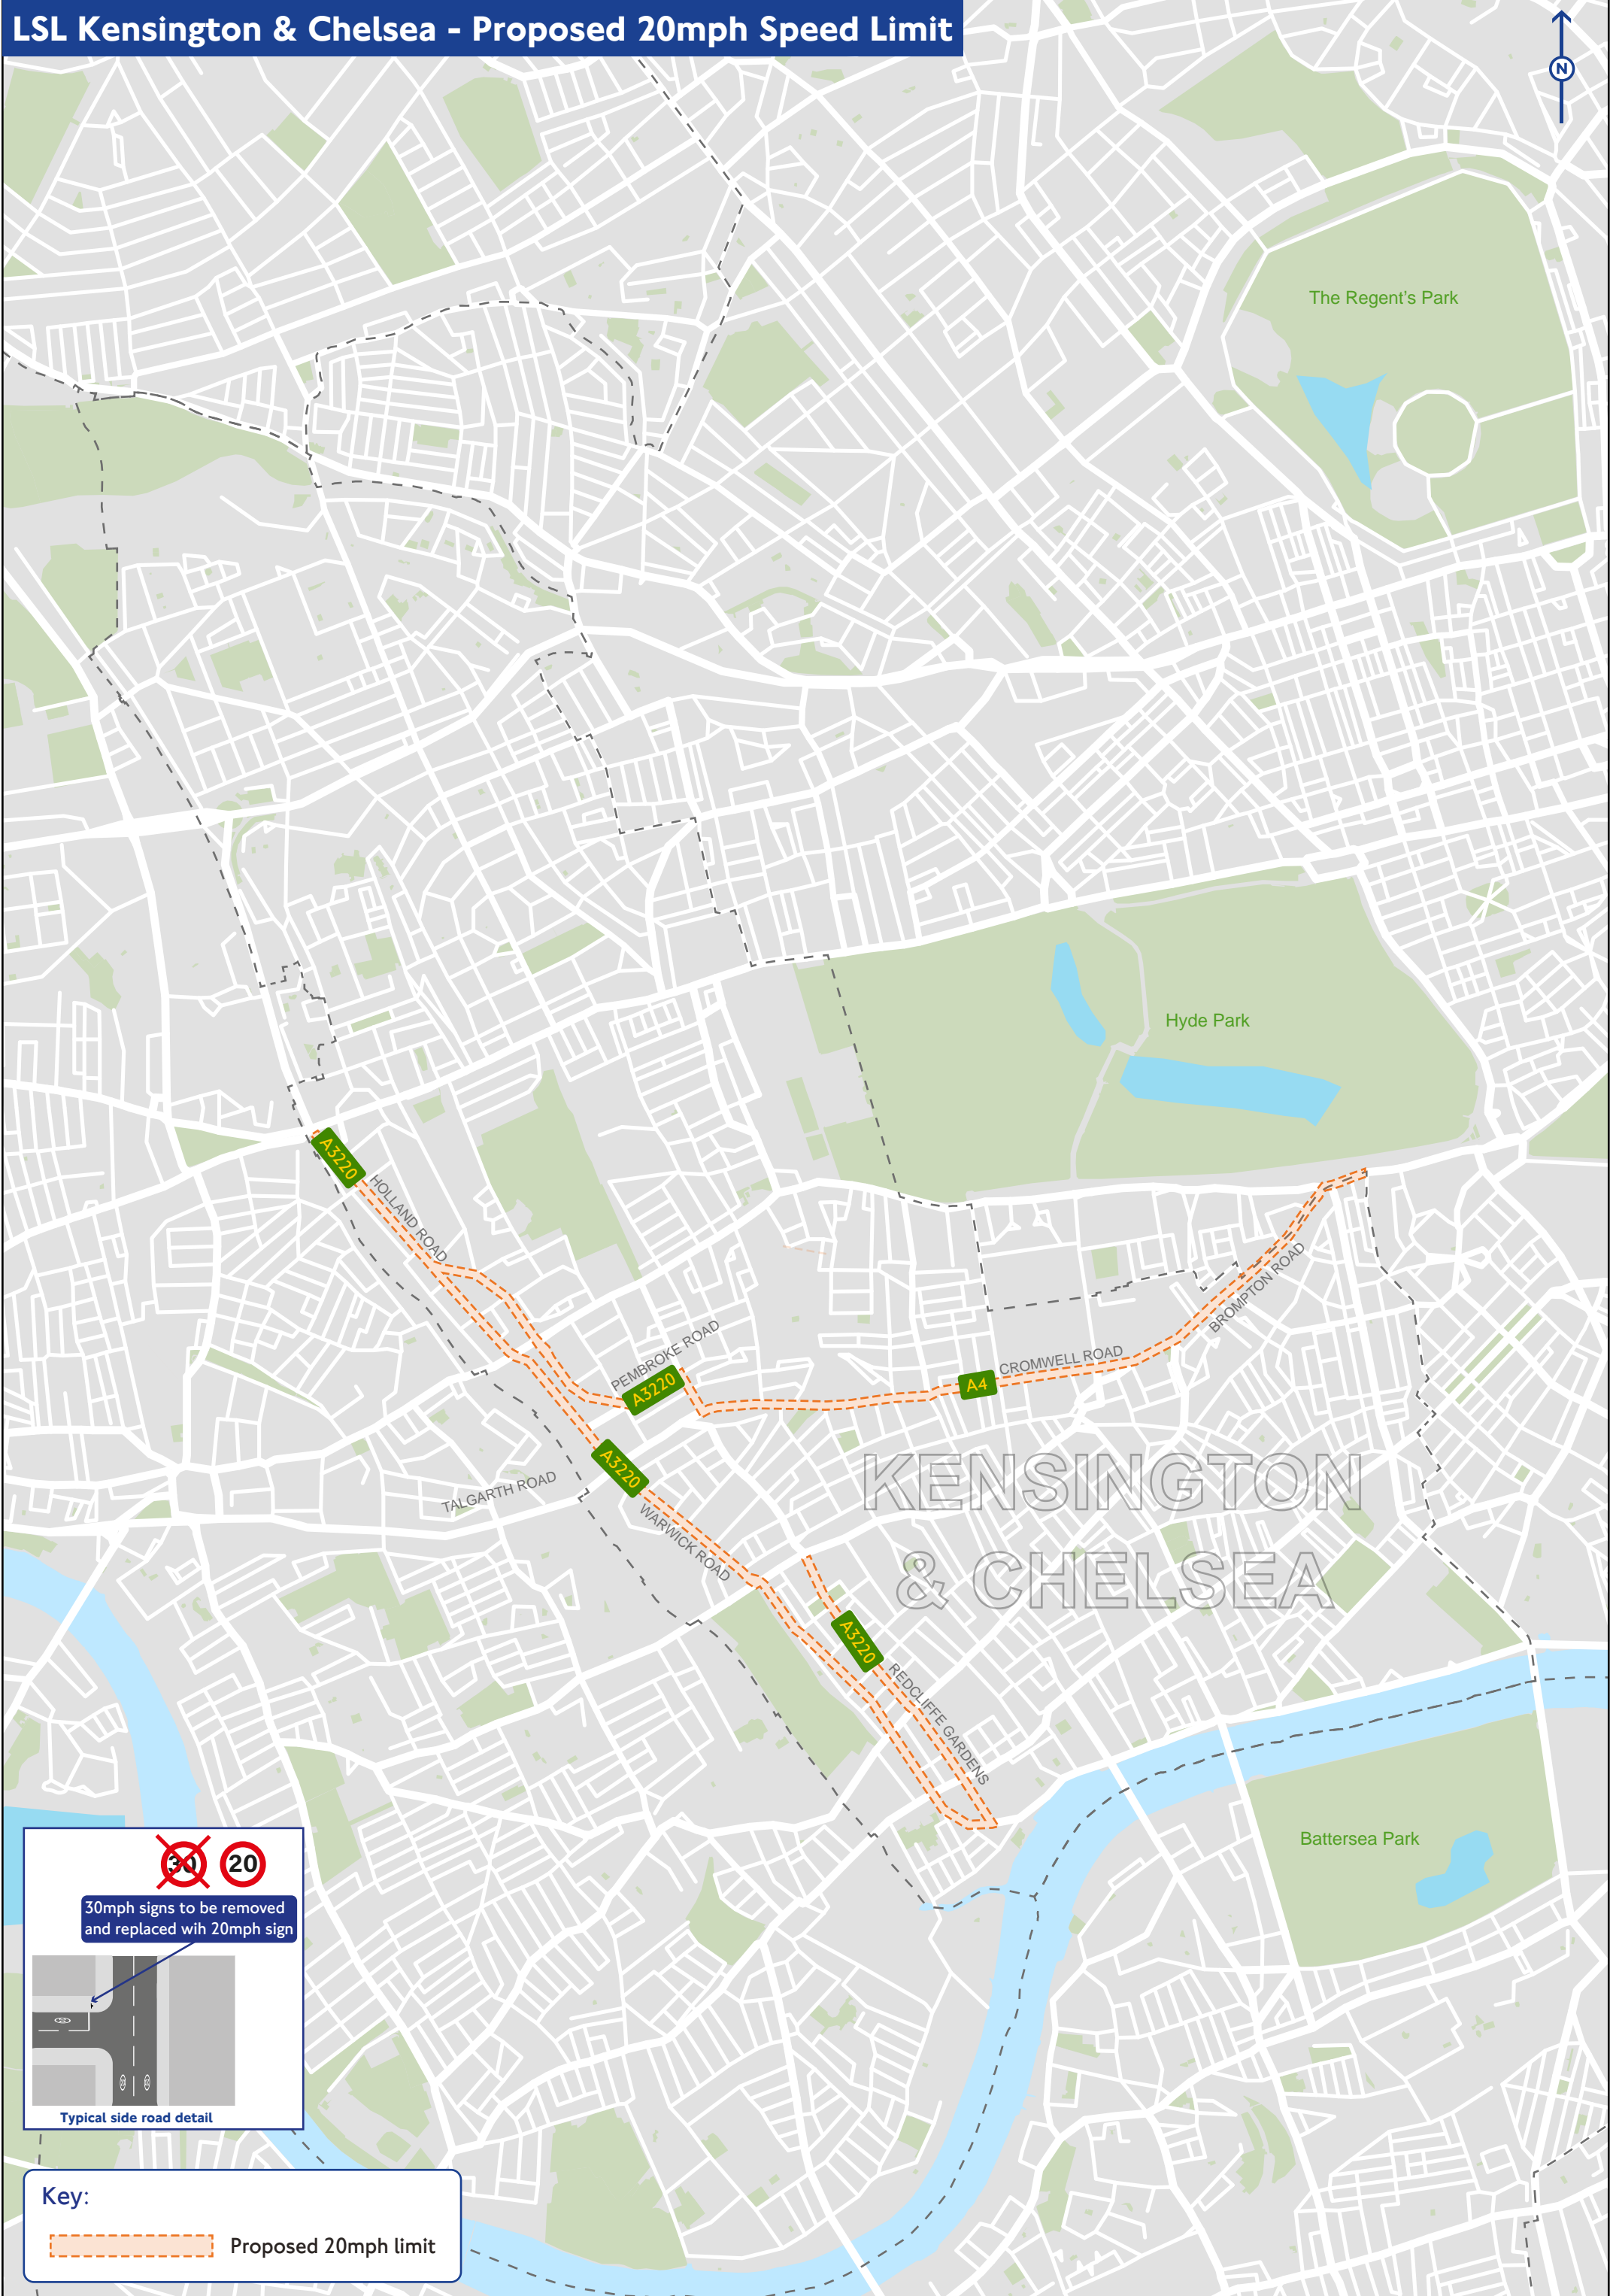 LSL Kensington & Chelsea - Proposed 20mph Speed Limit
N
The Regent's Park
Hyde Park
A3220
HOLLAND ROAD
BROMPTON ROAD
PEMBROKE ROAD
A3220
CROMWELL ROAD
A4
A3220
TALGARTH ROAD
WARWICK ROAD
KENSINGTON
& CHELSEA
A3220
REDCLIFFE GARDENS
Battersea Park
30 20
30mph signs to be removed
and replaced wih 20mph sign
Typical side road detail
Key:
Proposed 20mph limit